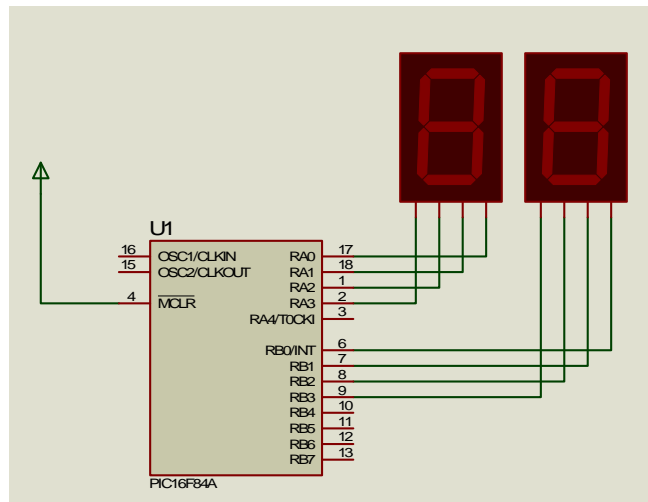 U1
16 OSC1/CLKIN RA0 17
15 OSC2/CLKOUT RA1 18
RA2 1
4 MCLR RA3 2
RA4/T0CKI 3
RB0/INT 6
RB1 7
RB2 8
RB3 9
RB4 10
RB5 11
RB6 12
RB7 13
PIC16F84A